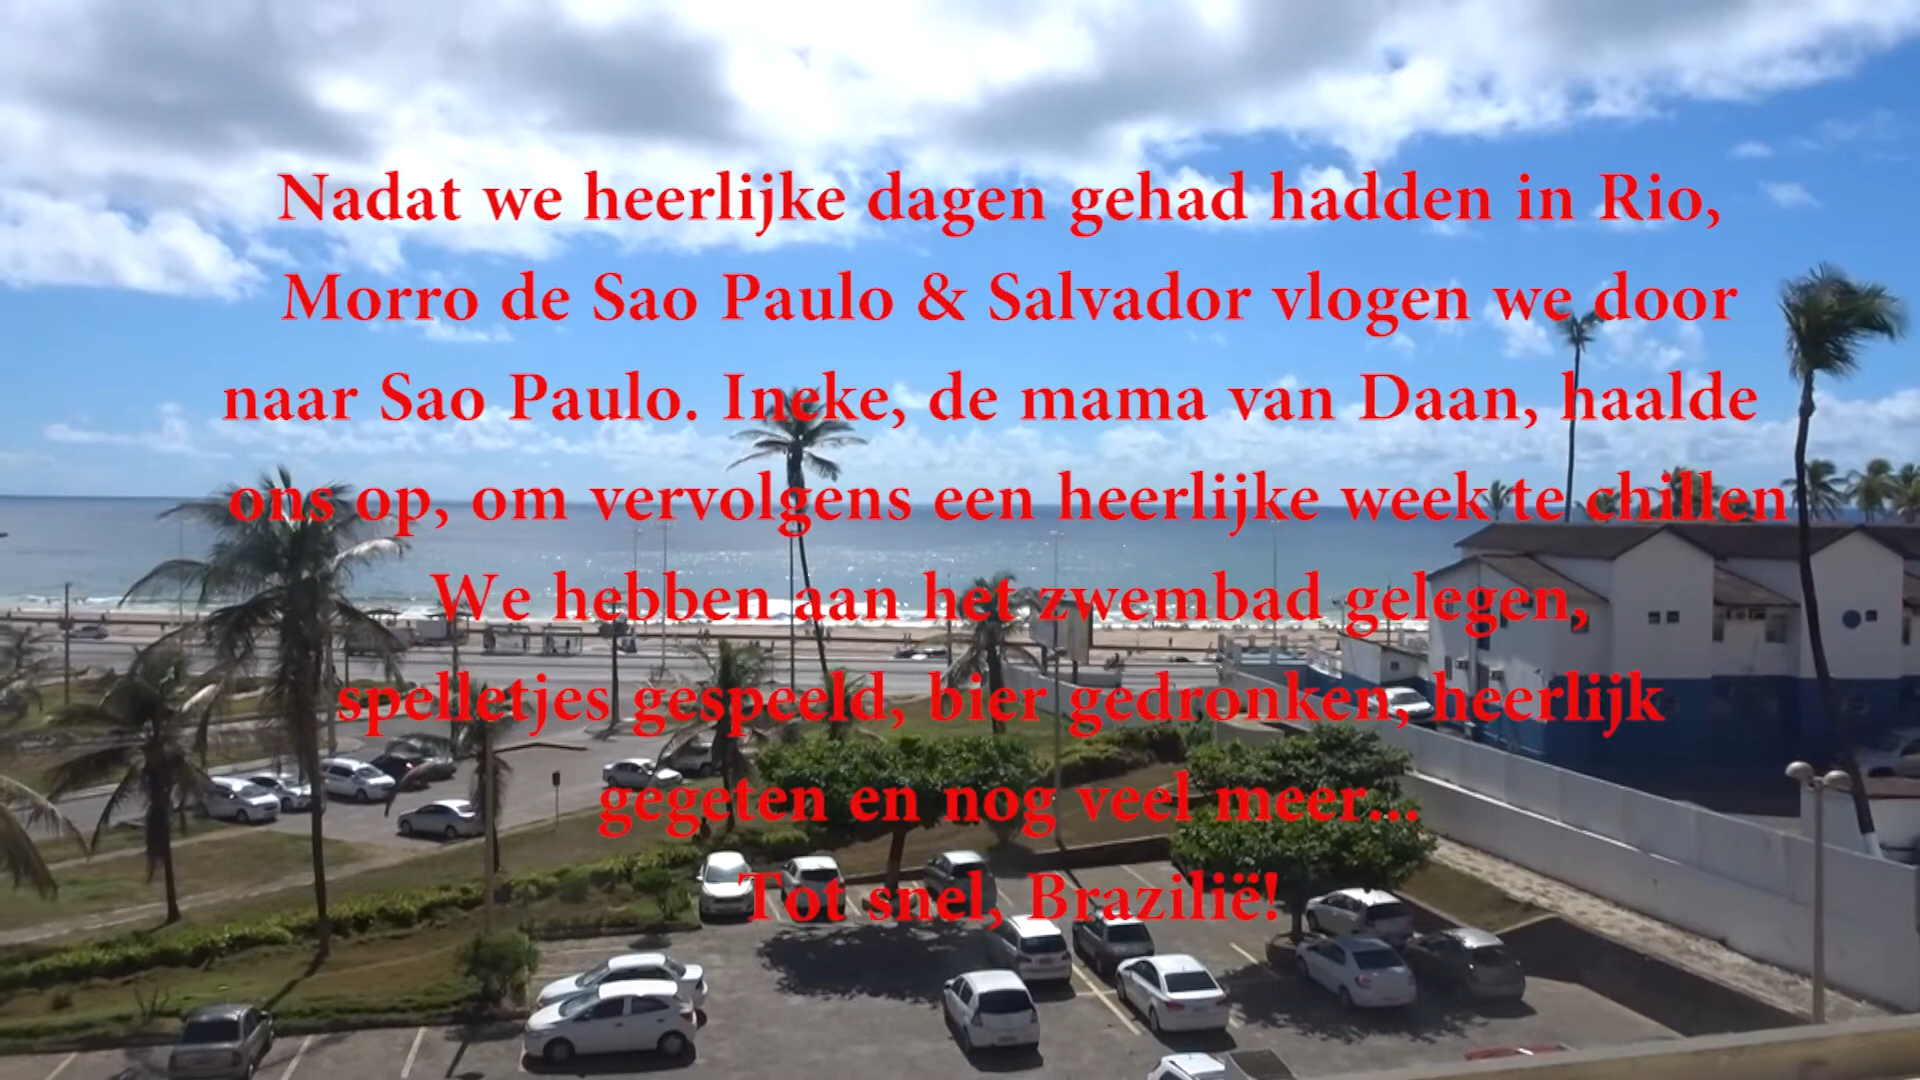 Nadat we heerlijke dagen gehad hadden in Rio,
Morro de Sao Paulo & Salvador vlogen we door
naar Sao Paulo. Ineke, de mama van Daan, haalde
ons op, om vervolgens een heerlijke week te chillen
We hebben aan het zwembad gelegen,
spelletjes gespeeld, bier gedronken, heerlijk
gegeten en nog veel meer...
Tot snel, Brazilië!